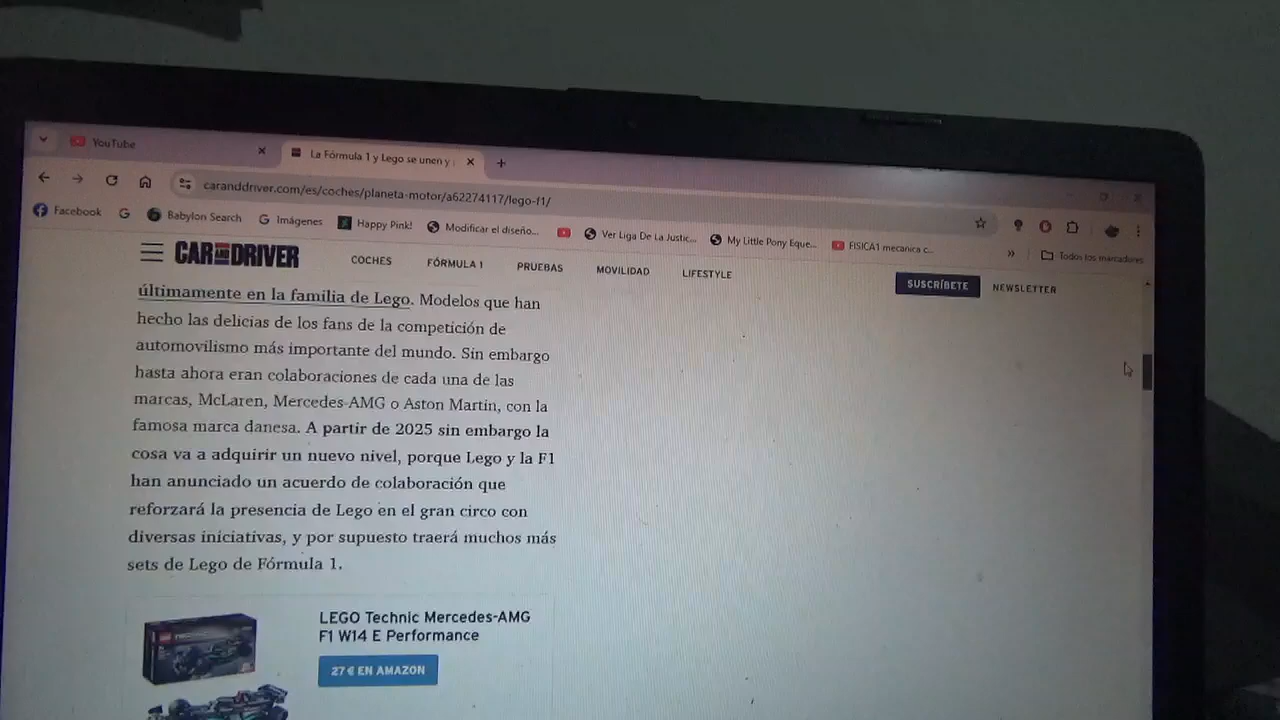 YouTube
La Fórmula 1 y Lego se unen y
caranddriver.com/es/coches/planeta-motor/a62274117/lego-f1/
Facebook
Babylon Search
Imágenes
Happy Pink!
Modificar el diseño...
Ver Liga De La Justic...
My Little Pony Eque...
FISICA1 mecanica c...
Todos los marcadores
CAR AND DRIVER
COCHES
FÓRMULA 1
PRUEBAS
MOVILIDAD
LIFESTYLE
SUSCRÍBETE
NEWSLETTER
últimamente en la familia de Lego. Modelos que han
hecho las delicias de los fans de la competición de
automovilismo más importante del mundo. Sin embargo
hasta ahora eran colaboraciones de cada una de las
marcas, McLaren, Mercedes-AMG o Aston Martin, con la
famosa marca danesa. A partir de 2025 sin embargo la
cosa va a adquirir un nuevo nivel, porque Lego y la F1
han anunciado un acuerdo de colaboración que
reforzará la presencia de Lego en el gran circo con
diversas iniciativas, y por supuesto traerá muchos más
sets de Lego de Fórmula 1.
LEGO Technic Mercedes-AMG
F1 W14 E Performance
27 € EN AMAZON